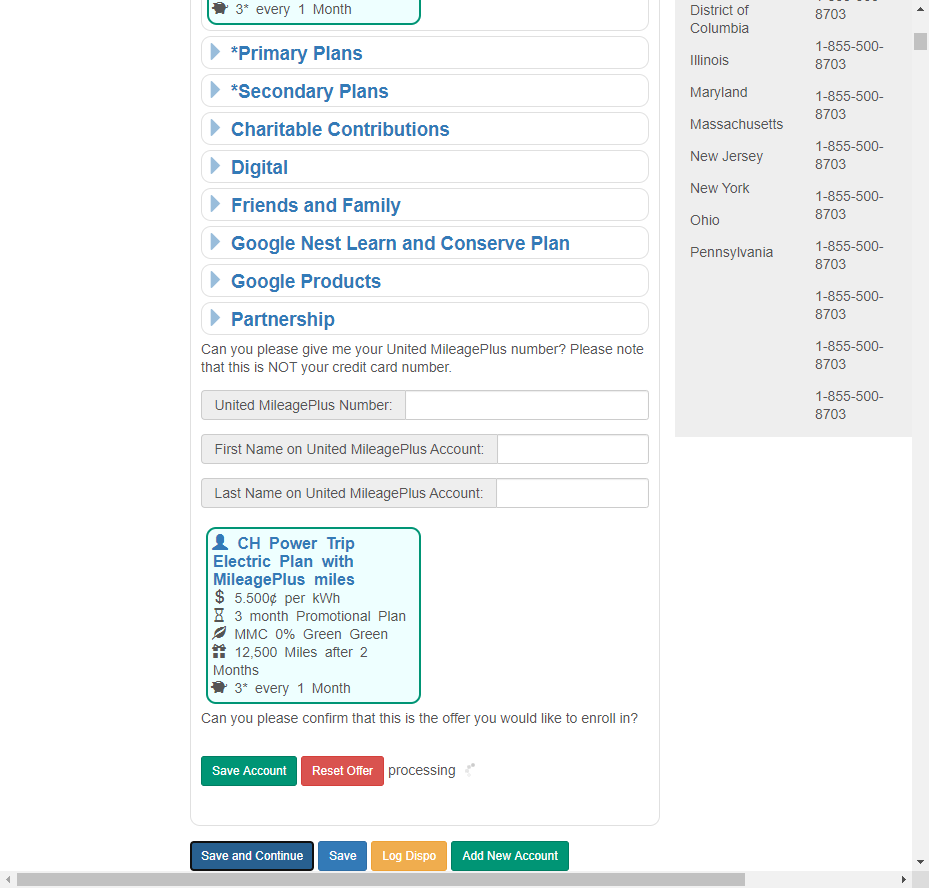 3* every 1 Month
*Primary Plans
*Secondary Plans
Charitable Contributions
Digital
Friends and Family
Google Nest Learn and Conserve Plan
Google Products
Partnership
Can you please give me your United MileagePlus number? Please note
that this is NOT your credit card number.
United MileagePlus Number:
First Name on United MileagePlus Account:
Last Name on United MileagePlus Account:
CH Power Trip
Electric Plan with
MileagePlus miles
$ 5.500¢ per kWh
3 month Promotional Plan
MMC 0% Green Green
12,500 Miles after 2
Months
3* every 1 Month
Can you please confirm that this is the offer you would like to enroll in?
Save Account
Reset Offer
processing
Save and Continue
Save
Log Dispo
Add New Account
District of
Columbia
Illinois
Maryland
Massachusetts
New Jersey
New York
Ohio
Pennsylvania
8703
1-855-500-
8703
1-855-500-
8703
1-855-500-
8703
1-855-500-
8703
1-855-500-
8703
1-855-500-
8703
1-855-500-
8703
1-855-500-
8703